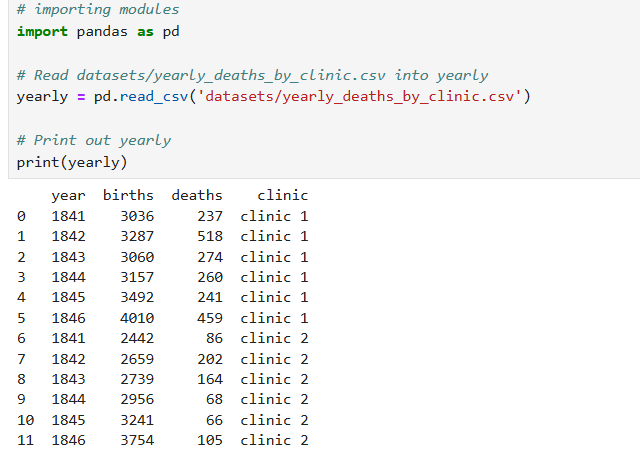 # importing modules
import pandas as pd
# Read datasets/yearly_deaths_by_clinic.csv into yearly
yearly = pd.read_csv('datasets/yearly_deaths_by_clinic.csv')
# Print out yearly
print(yearly)
year births deaths clinic
0 1841 3036 237 clinic 1
1 1842 3287 518 clinic 1
2 1843 3060 274 clinic 1
3 1844 3157 260 clinic 1
4 1845 3492 241 clinic 1
5 1846 4010 459 clinic 1
6 1841 2442 86 clinic 2
7 1842 2659 202 clinic 2
8 1843 2739 164 clinic 2
9 1844 2956 68 clinic 2
10 1845 3241 66 clinic 2
11 1846 3754 105 clinic 2